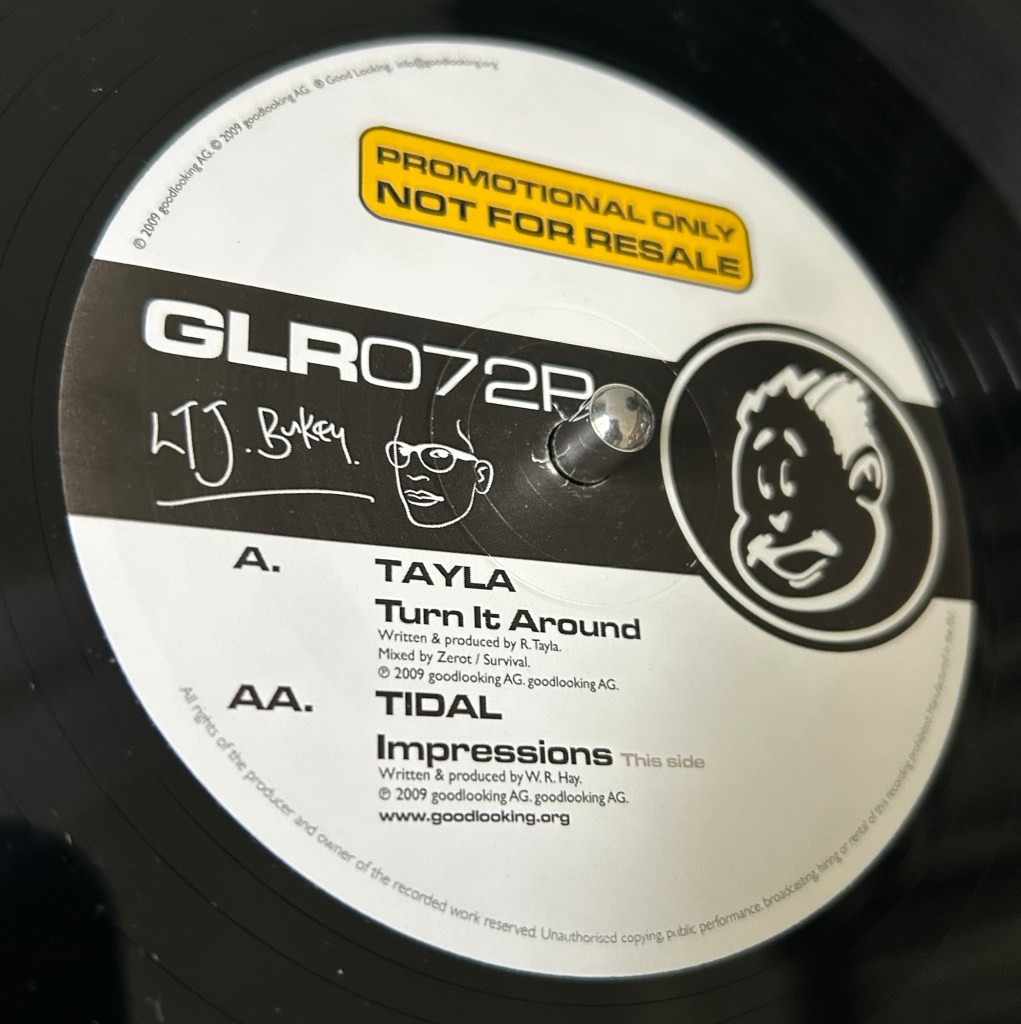 ℗ 2009 goodlooking AG. © 2009 goodlooking AG. ® Good Looking. info@goodlooking.org
PROMOTIONAL ONLY
NOT FOR RESALE
GLR072P
LTJ. Bukem.
A. TAYLA
Turn It Around
Written & produced by R.Tayla.
Mixed by Zerot / Survival.
℗ 2009 goodlooking AG. goodlooking AG.
AA. TIDAL
Impressions This side
Written & produced by W. R. Hay.
℗ 2009 goodlooking AG. goodlooking AG.
www.goodlooking.org
All rights of the producer and owner of the recorded work reserved. Unauthorised copying, public performance, broadcasting, hiring or rental of this recording prohibited. Manufactured in the EU.